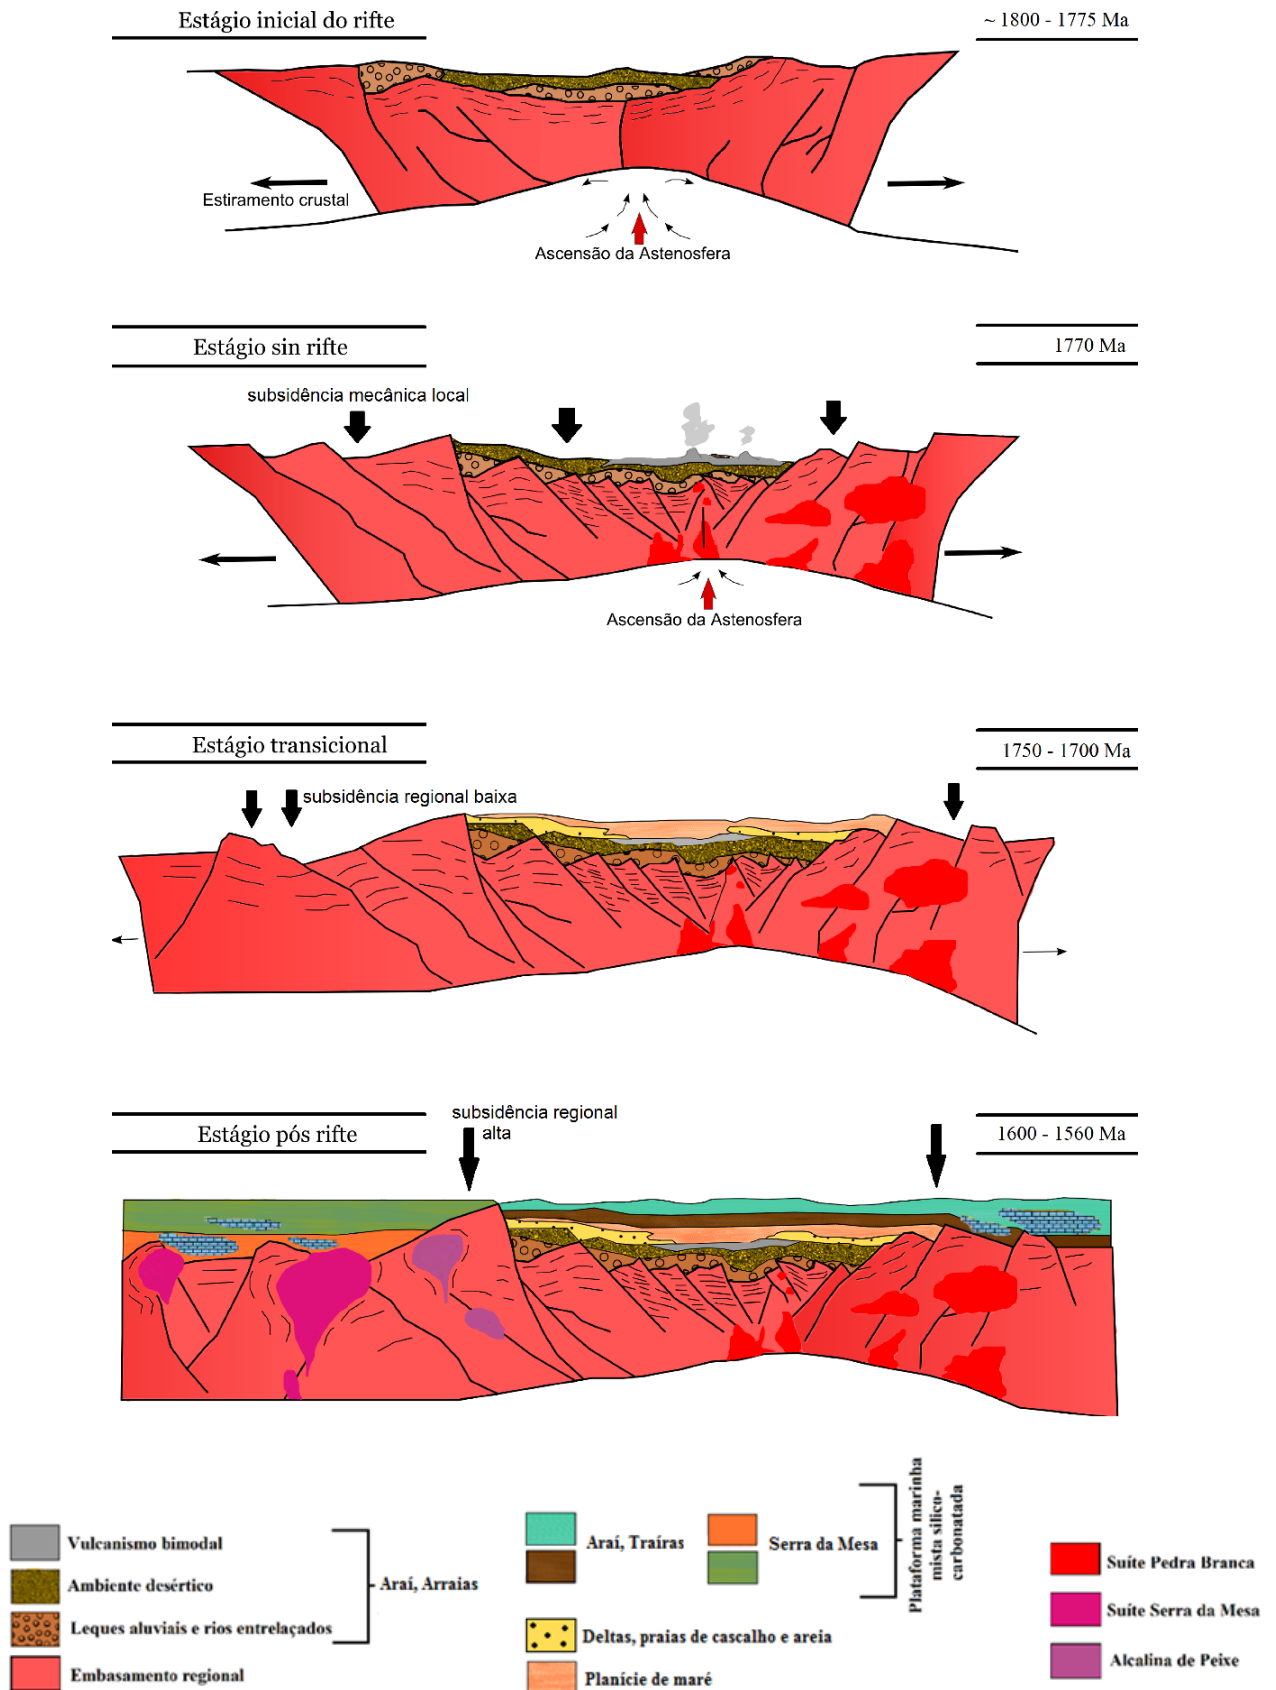 Estágio inicial do rifte
~ 1800 - 1775 Ma
Estiramento crustal
Ascensão da Astenosfera
Estágio sin rifte
1770 Ma
subsidência mecânica local
Ascensão da Astenosfera
Estágio transicional
1750 - 1700 Ma
subsidência regional baixa
subsidência regional
alta
Estágio pós rifte
1600 - 1560 Ma
Vulcanismo bimodal
Ambiente desértico
Leques aluviais e rios entrelaçados
Araí, Arraias
Embasamento regional
Araí, Traíras
Serra da Mesa
Plataforma marinha
mista silico-
carbonatada
Deltas, praias de cascalho e areia
Planície de maré
Suíte Pedra Branca
Suíte Serra da Mesa
Alcalina de Peixe